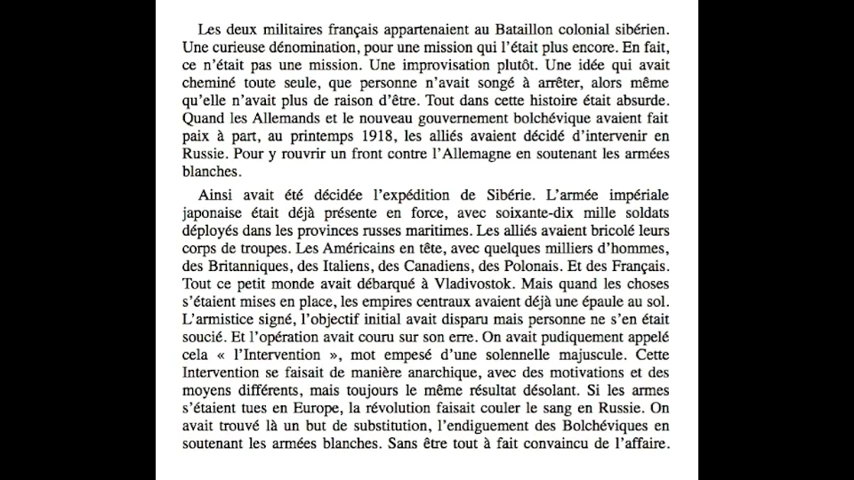 Les deux militaires français appartenaient au Bataillon colonial sibérien.
Une curieuse dénomination, pour une mission qui l'était plus encore. En fait,
ce n'était pas une mission. Une improvisation plutôt. Une idée qui avait
cheminé toute seule, que personne n'avait songé à arrêter, alors même
qu'elle n'avait plus de raison d'être. Tout dans cette histoire était absurde.
Quand les Allemands et le nouveau gouvernement bolchévique avaient fait
paix à part, au printemps 1918, les alliés avaient décidé d'intervenir en
Russie. Pour y rouvrir un front contre l'Allemagne en soutenant les armées
blanches.
Ainsi avait été décidée l'expédition de Sibérie. L'armée impériale
japonaise était déjà présente en force, avec soixante-dix mille soldats
déployés dans les provinces russes maritimes. Les alliés avaient bricolé leurs
corps de troupes. Les Américains en tête, avec quelques milliers d'hommes,
des Britanniques, des Italiens, des Canadiens, des Polonais. Et des Français.
Tout ce petit monde avait débarqué à Vladivostok. Mais quand les choses
s'étaient mises en place, les empires centraux avaient déjà une épaule au sol.
L'armistice signé, l'objectif initial avait disparu mais personne ne s'en était
soucié. Et l'opération avait couru sur son erre. On avait pudiquement appelé
cela « l'Intervention », mot empesé d'une solennelle majuscule. Cette
Intervention se faisait de manière anarchique, avec des motivations et des
moyens différents, mais toujours le même résultat désolant. Si les armes
s'étaient tues en Europe, la révolution faisait couler le sang en Russie. On
avait trouvé là un but de substitution, l'endiguement des Bolchéviques en
soutenant les armées blanches. Sans être tout à fait convaincu de l'affaire.